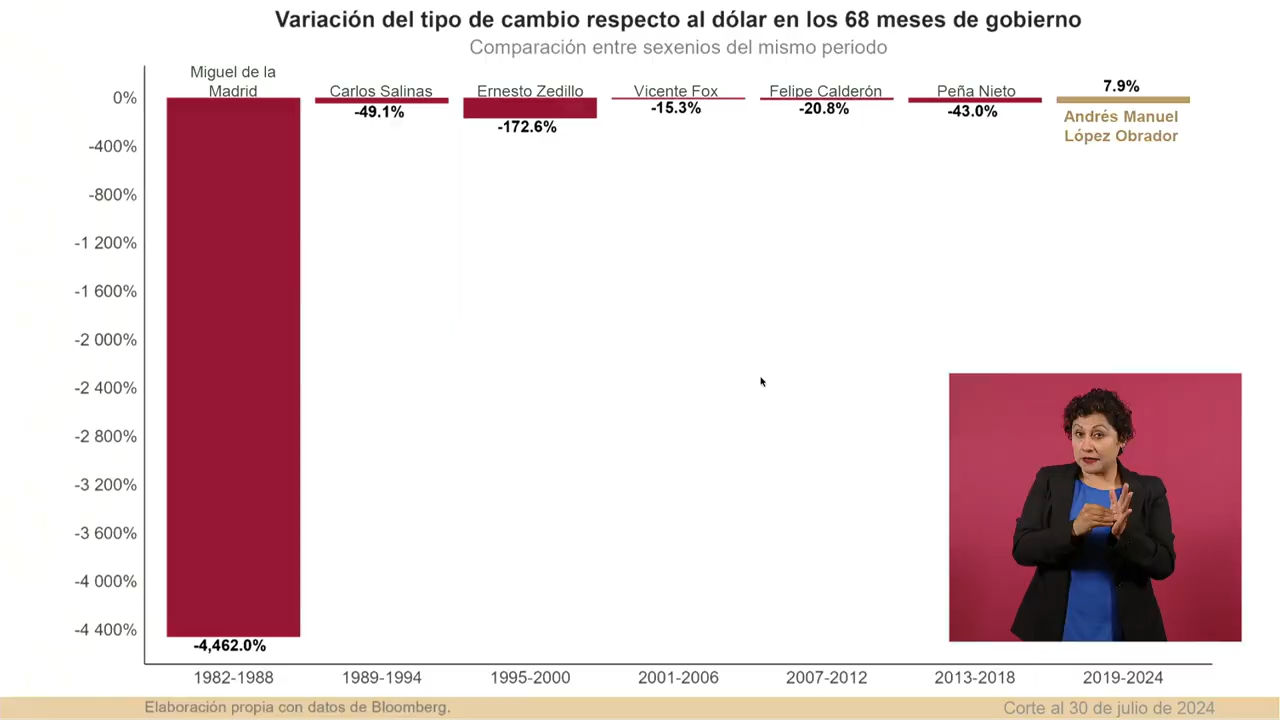 Variación del tipo de cambio respecto al dólar en los 68 meses de gobierno
Comparación entre sexenios del mismo periodo
Miguel de la
Madrid
Carlos Salinas
Ernesto Zedillo
Vicente Fox
Felipe Calderón
Peña Nieto
7.9%
Andrés Manuel
López Obrador
-49.1%
-172.6%
-15.3%
-20.8%
-43.0%
0%
-400%
-800%
-1 200%
-1 600%
-2 000%
-2 400%
-2 800%
-3 200%
-3 600%
-4 000%
-4 400%
-4,462.0%
1982-1988
1989-1994
1995-2000
2001-2006
2007-2012
2013-2018
2019-2024
Elaboración propia con datos de Bloomberg.
Corte al 30 de julio de 2024